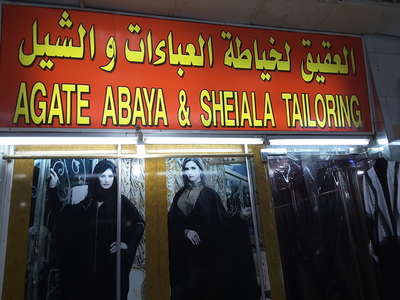 العقيق لخياطة العباءات و الشيل
AGATE ABAYA & SHEIALA TAILORING